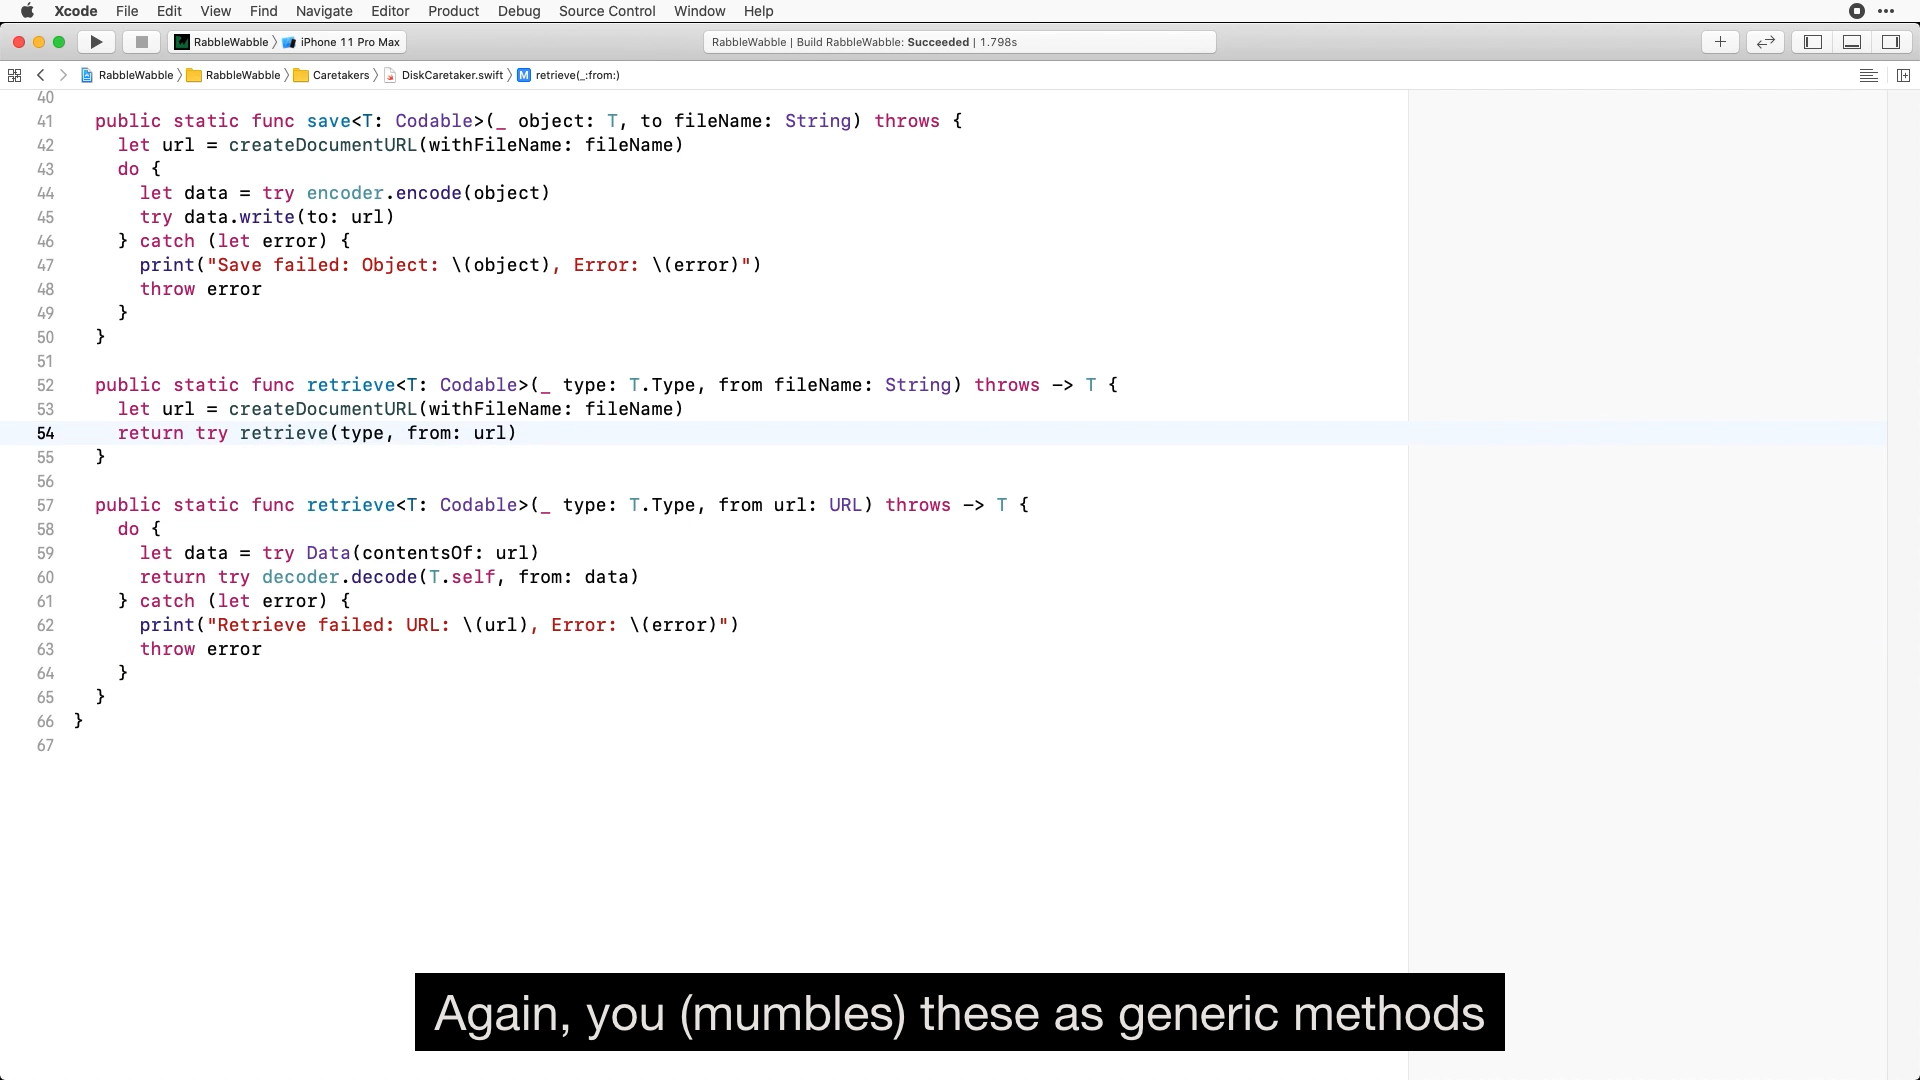 Xcode File Edit View Find Navigate Editor Product Debug Source Control Window Help
RabbleWabble iPhone 11 Pro Max RabbleWabble | Build RabbleWabble: Succeeded | 1.798s
RabbleWabble RabbleWabble Caretakers DiskCaretaker.swift M retrieve(_:from:)
40
41 public static func save<T: Codable>(_ object: T, to fileName: String) throws {
42 let url = createDocumentURL(withFileName: fileName)
43 do {
44 let data = try encoder.encode(object)
45 try data.write(to: url)
46 } catch (let error) {
47 print("Save failed: Object: \(object), Error: \(error)")
48 throw error
49 }
50 }
51
52 public static func retrieve<T: Codable>(_ type: T.Type, from fileName: String) throws -> T {
53 let url = createDocumentURL(withFileName: fileName)
54 return try retrieve(type, from: url)
55 }
56
57 public static func retrieve<T: Codable>(_ type: T.Type, from url: URL) throws -> T {
58 do {
59 let data = try Data(contentsOf: url)
60 return try decoder.decode(T.self, from: data)
61 } catch (let error) {
62 print("Retrieve failed: URL: \(url), Error: \(error)")
63 throw error
64 }
65 }
66 }
67
Again, you (mumbles) these as generic methods